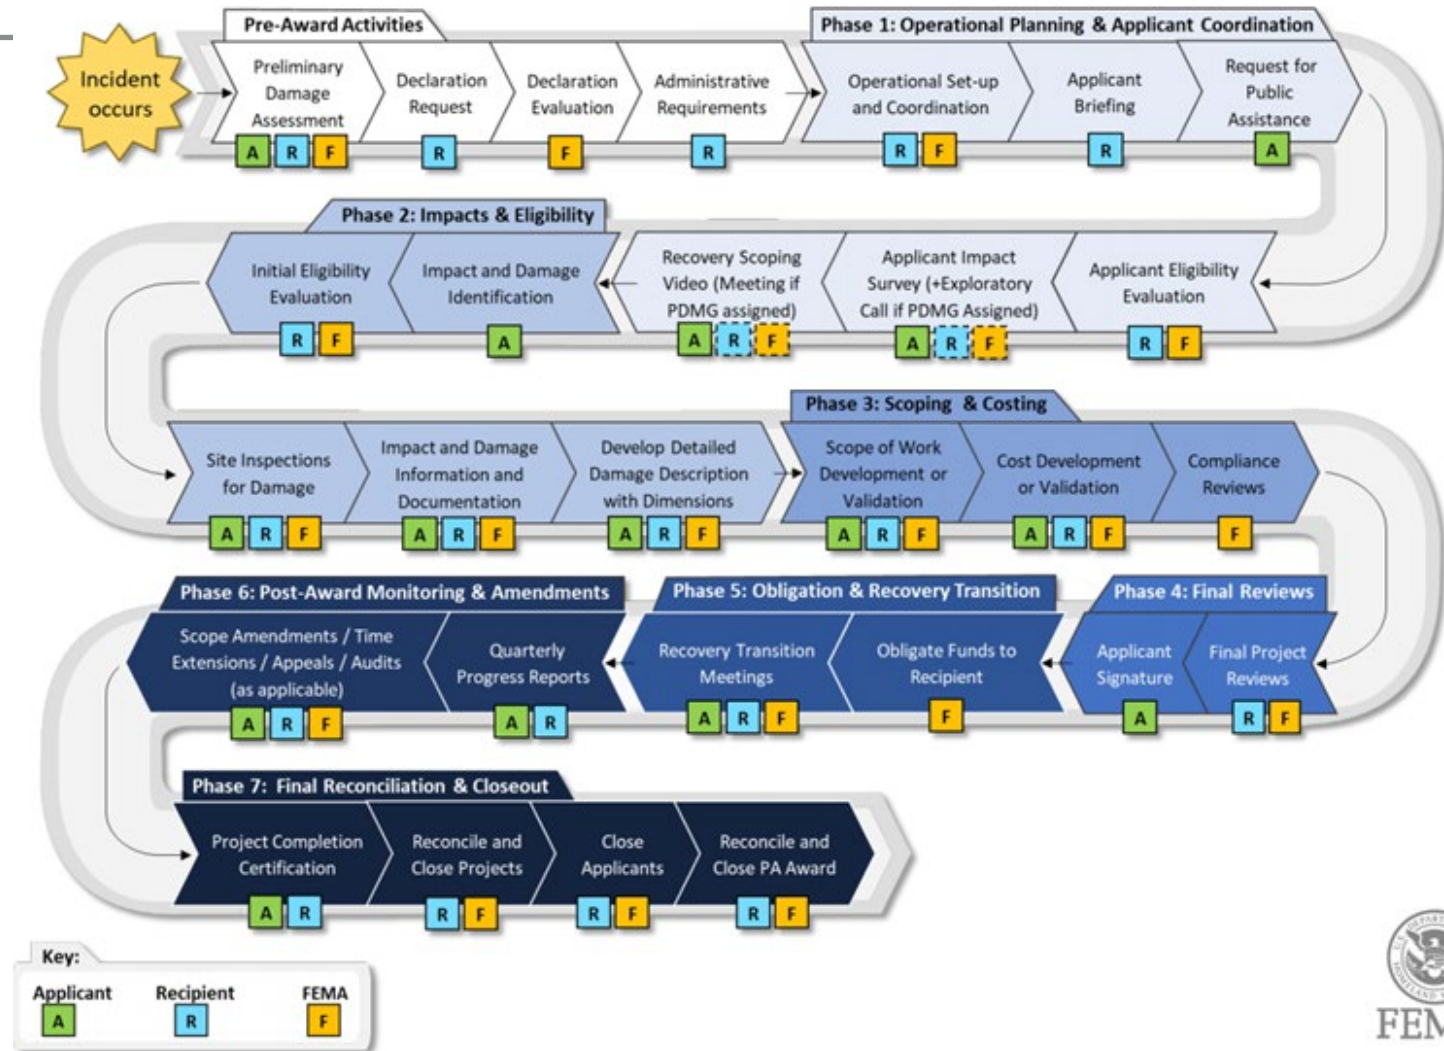 Incident
occurs
Pre-Award Activities
Preliminary
Damage
Assessment
A R F
Declaration
Request
R
Declaration
Evaluation
F
Administrative
Requirements
R
Phase 1: Operational Planning & Applicant Coordination
Operational Set-up
and Coordination
R F
Applicant
Briefing
R
Request for
Public
Assistance
A
Applicant Eligibility
Evaluation
R F
Applicant Impact
Survey (+Exploratory
Call if PDMG Assigned)
A R F
Recovery Scoping
Video (Meeting if
PDMG assigned)
A R F
Phase 2: Impacts & Eligibility
Impact and Damage
Identification
A
Initial Eligibility
Evaluation
R F
Site Inspections
for Damage
A R F
Impact and Damage
Information and
Documentation
A R F
Develop Detailed
Damage Description
with Dimensions
A R F
Phase 3: Scoping & Costing
Scope of Work
Development or
Validation
A R F
Cost Development
or Validation
A R F
Compliance
Reviews
F
Phase 4: Final Reviews
Final Project
Reviews
R F
Applicant
Signature
A
Phase 5: Obligation & Recovery Transition
Obligate Funds to
Recipient
F
Recovery Transition
Meetings
A R F
Phase 6: Post-Award Monitoring & Amendments
Quarterly
Progress Reports
A R
Scope Amendments / Time
Extensions / Appeals / Audits
(as applicable)
A R F
Phase 7: Final Reconciliation & Closeout
Project Completion
Certification
A R
Reconcile and
Close Projects
R F
Close
Applicants
R F
Reconcile and
Close PA Award
R F
Key:
Applicant Recipient FEMA
A R F